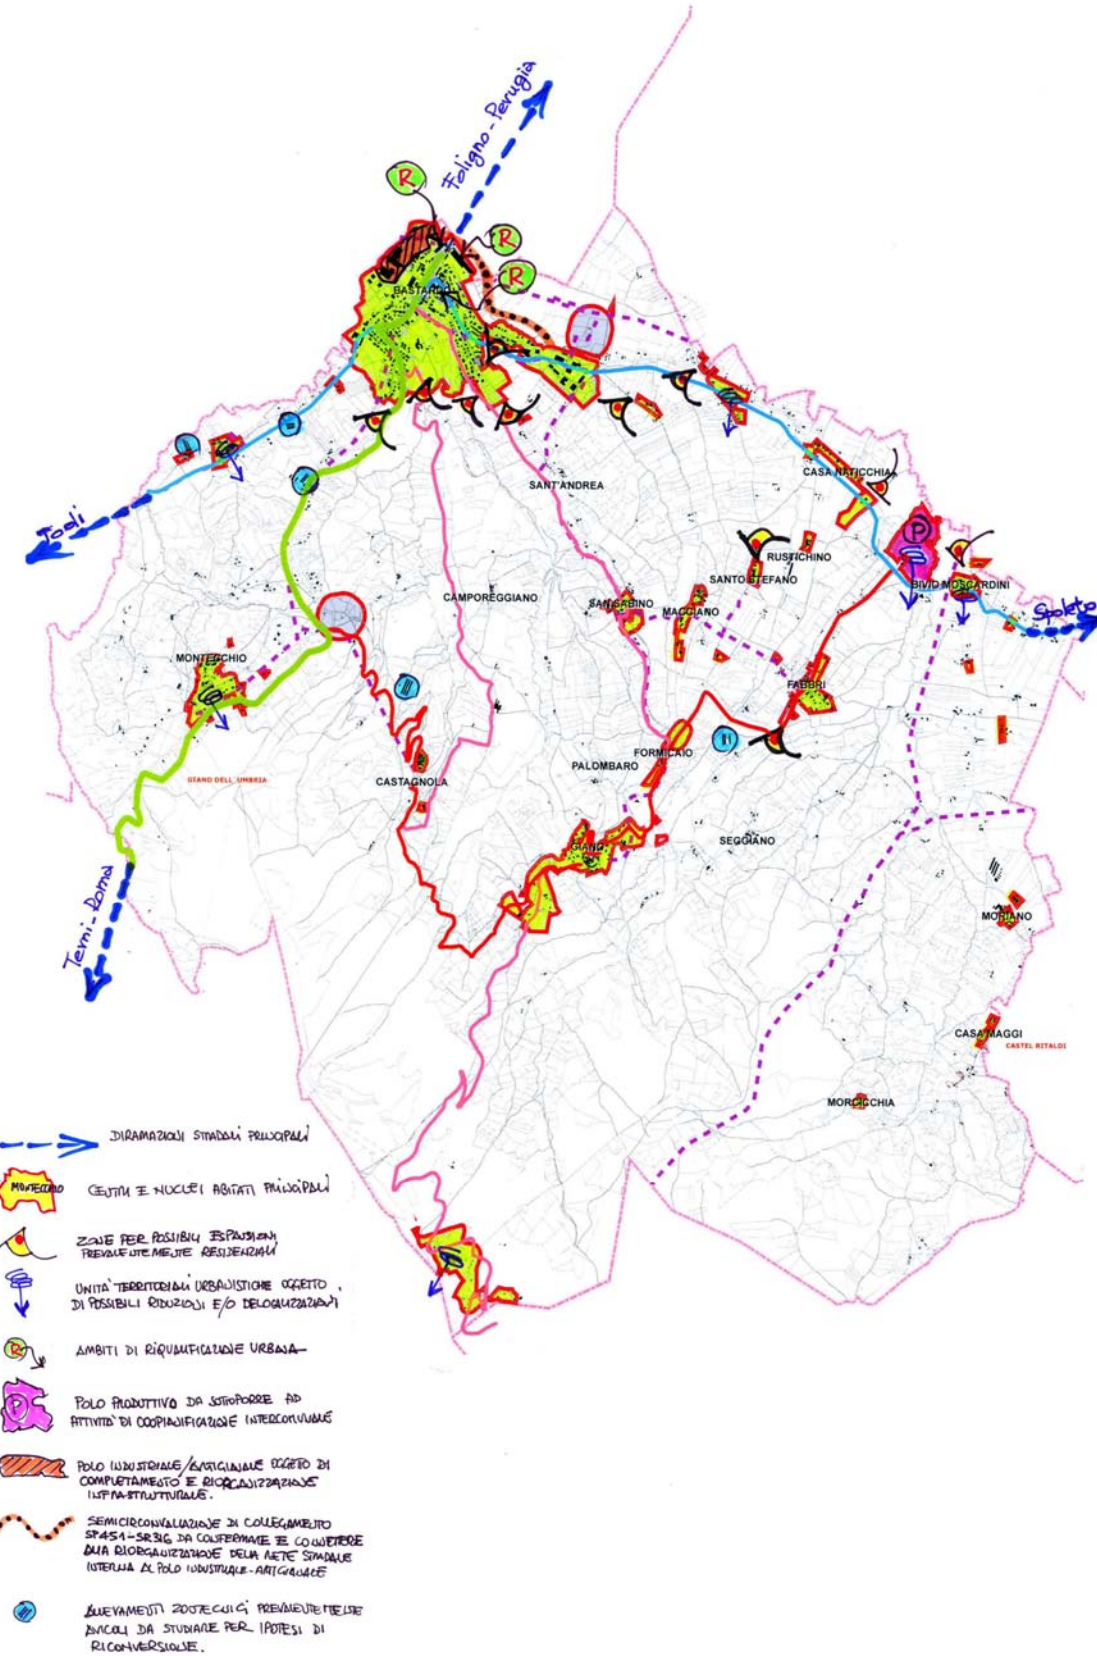 Foligno-Perugia
R
R
R
BASTARDO
SANT'ANDREA
CASA NATICCHIA
Todi
P
RUSTICHINO
SANTO STEFANO
BIVIO MOSCARDINI
CAMPOREGGIANO
SAN SABINO
MACCIANO
Spoleto
MONTECCHIO
FABBRI
FORMICAIO
PALOMBARO
GIANO DELL'UMBRIA
CASTAGNOLA
SEGGIANO
GIANO
Terni-Roma
MORIANO
CASA MAGGI
CASTEL RITALDI
MORCICCHIA
DIRAMAZIONI STRADALI PRINCIPALI
MONTECCHIO
CENTRI E NUCLEI ABITATI PRINCIPALI
ZONE PER POSSIBILI ESPANSIONI
PREVALENTEMENTE RESIDENZIALI
UNITA' TERRITORIALI URBANISTICHE OGGETTO
DI POSSIBILI RIDUZIONI E/O DELOCALIZZAZIONI
R
AMBITI DI RIQUALIFICAZIONE URBANA
P
POLO PRODUTTIVO DA SOTTOPORRE AD
ATTIVITA' DI COOPIANIFICAZIONE INTERCOMUNALE
POLO INDUSTRIALE/ARTIGIANALE OGGETTO DI
COMPLETAMENTO E RIORGANIZZAZIONE
INFRASTRUTTURALE.
SEMICIRCONVALLAZIONE DI COLLEGAMENTO
SP451-SR316 DA CONFERMARE E CONNETTERE
ALLA RIORGANIZZAZIONE DELLA RETE STRADALE
INTERNA AL POLO INDUSTRIALE-ARTIGIANALE
ALLEVAMENTI ZOOTECNICI PREVALENTEMENTE
AVICOLI DA STUDIARE PER IPOTESI DI
RICONVERSIONE.